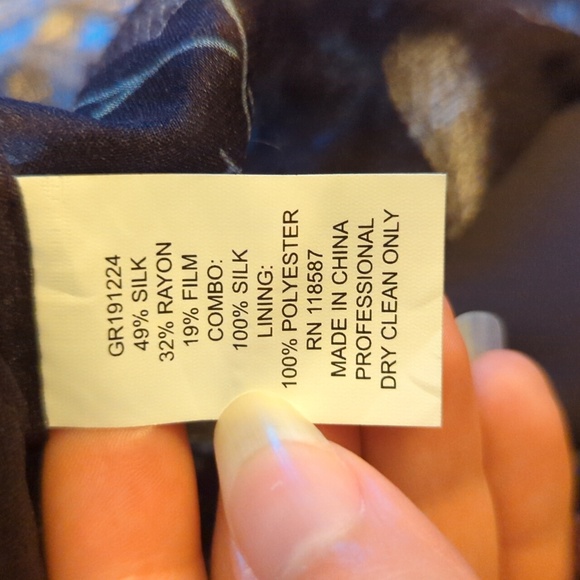 GR191224
49% SILK
32% RAYON
19% FILM
COMBO:
100% SILK
LINING:
100% POLYESTER
RN 118587
MADE IN CHINA
PROFESSIONAL
DRY CLEAN ONLY